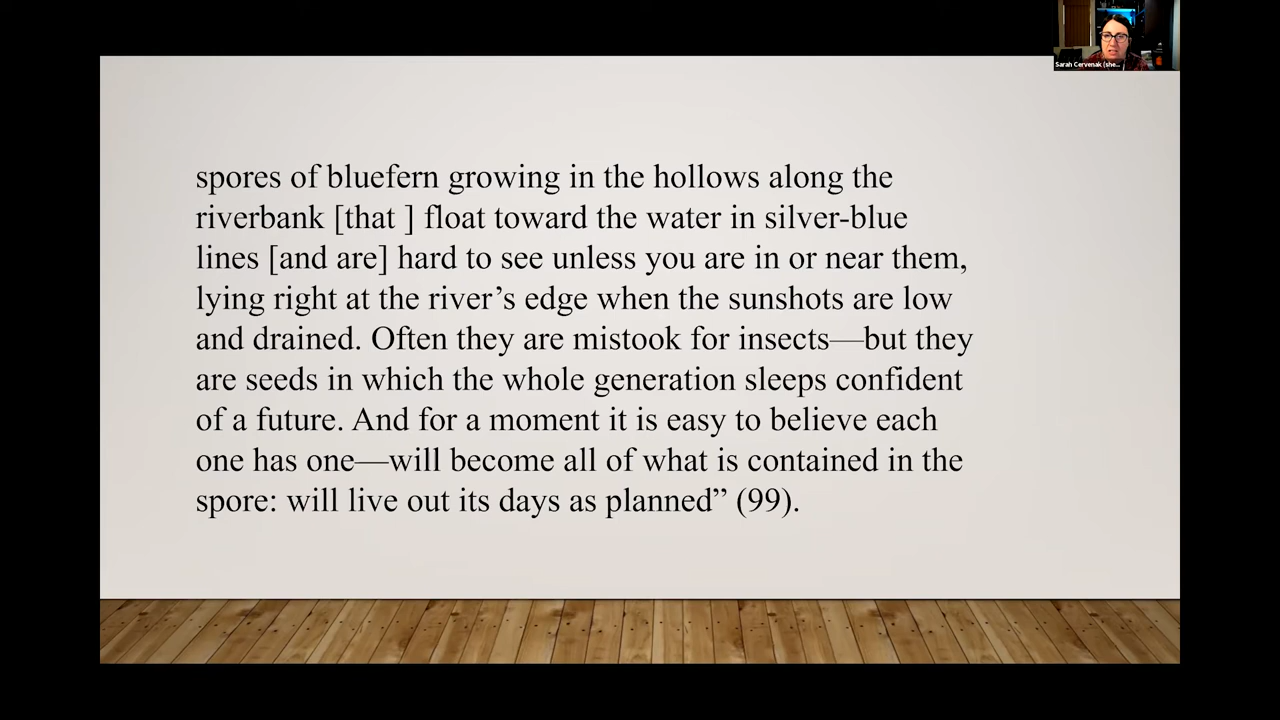 Sarah Cervenak (she...
spores of bluefern growing in the hollows along the
riverbank [that ] float toward the water in silver-blue
lines [and are] hard to see unless you are in or near them,
lying right at the river’s edge when the sunshots are low
and drained. Often they are mistook for insects—but they
are seeds in which the whole generation sleeps confident
of a future. And for a moment it is easy to believe each
one has one—will become all of what is contained in the
spore: will live out its days as planned” (99).